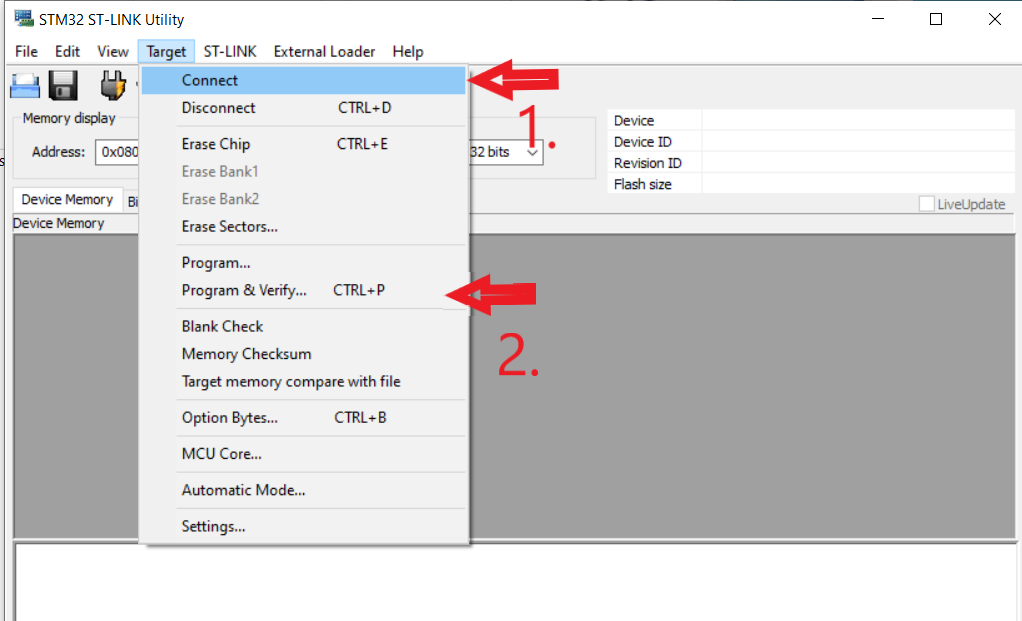 STM32 ST-LINK Utility
File Edit View Target ST-LINK External Loader Help
Connect
Disconnect CTRL+D
Erase Chip CTRL+E
Erase Bank1
Erase Bank2
Erase Sectors...
Program...
Program & Verify... CTRL+P
Blank Check
Memory Checksum
Target memory compare with file
Option Bytes... CTRL+B
MCU Core...
Automatic Mode...
Settings...
1.
2.
Memory display
Address: 0x080 32 bits
Device
Device ID
Revision ID
Flash size
LiveUpdate
Device Memory Bi
Device Memory